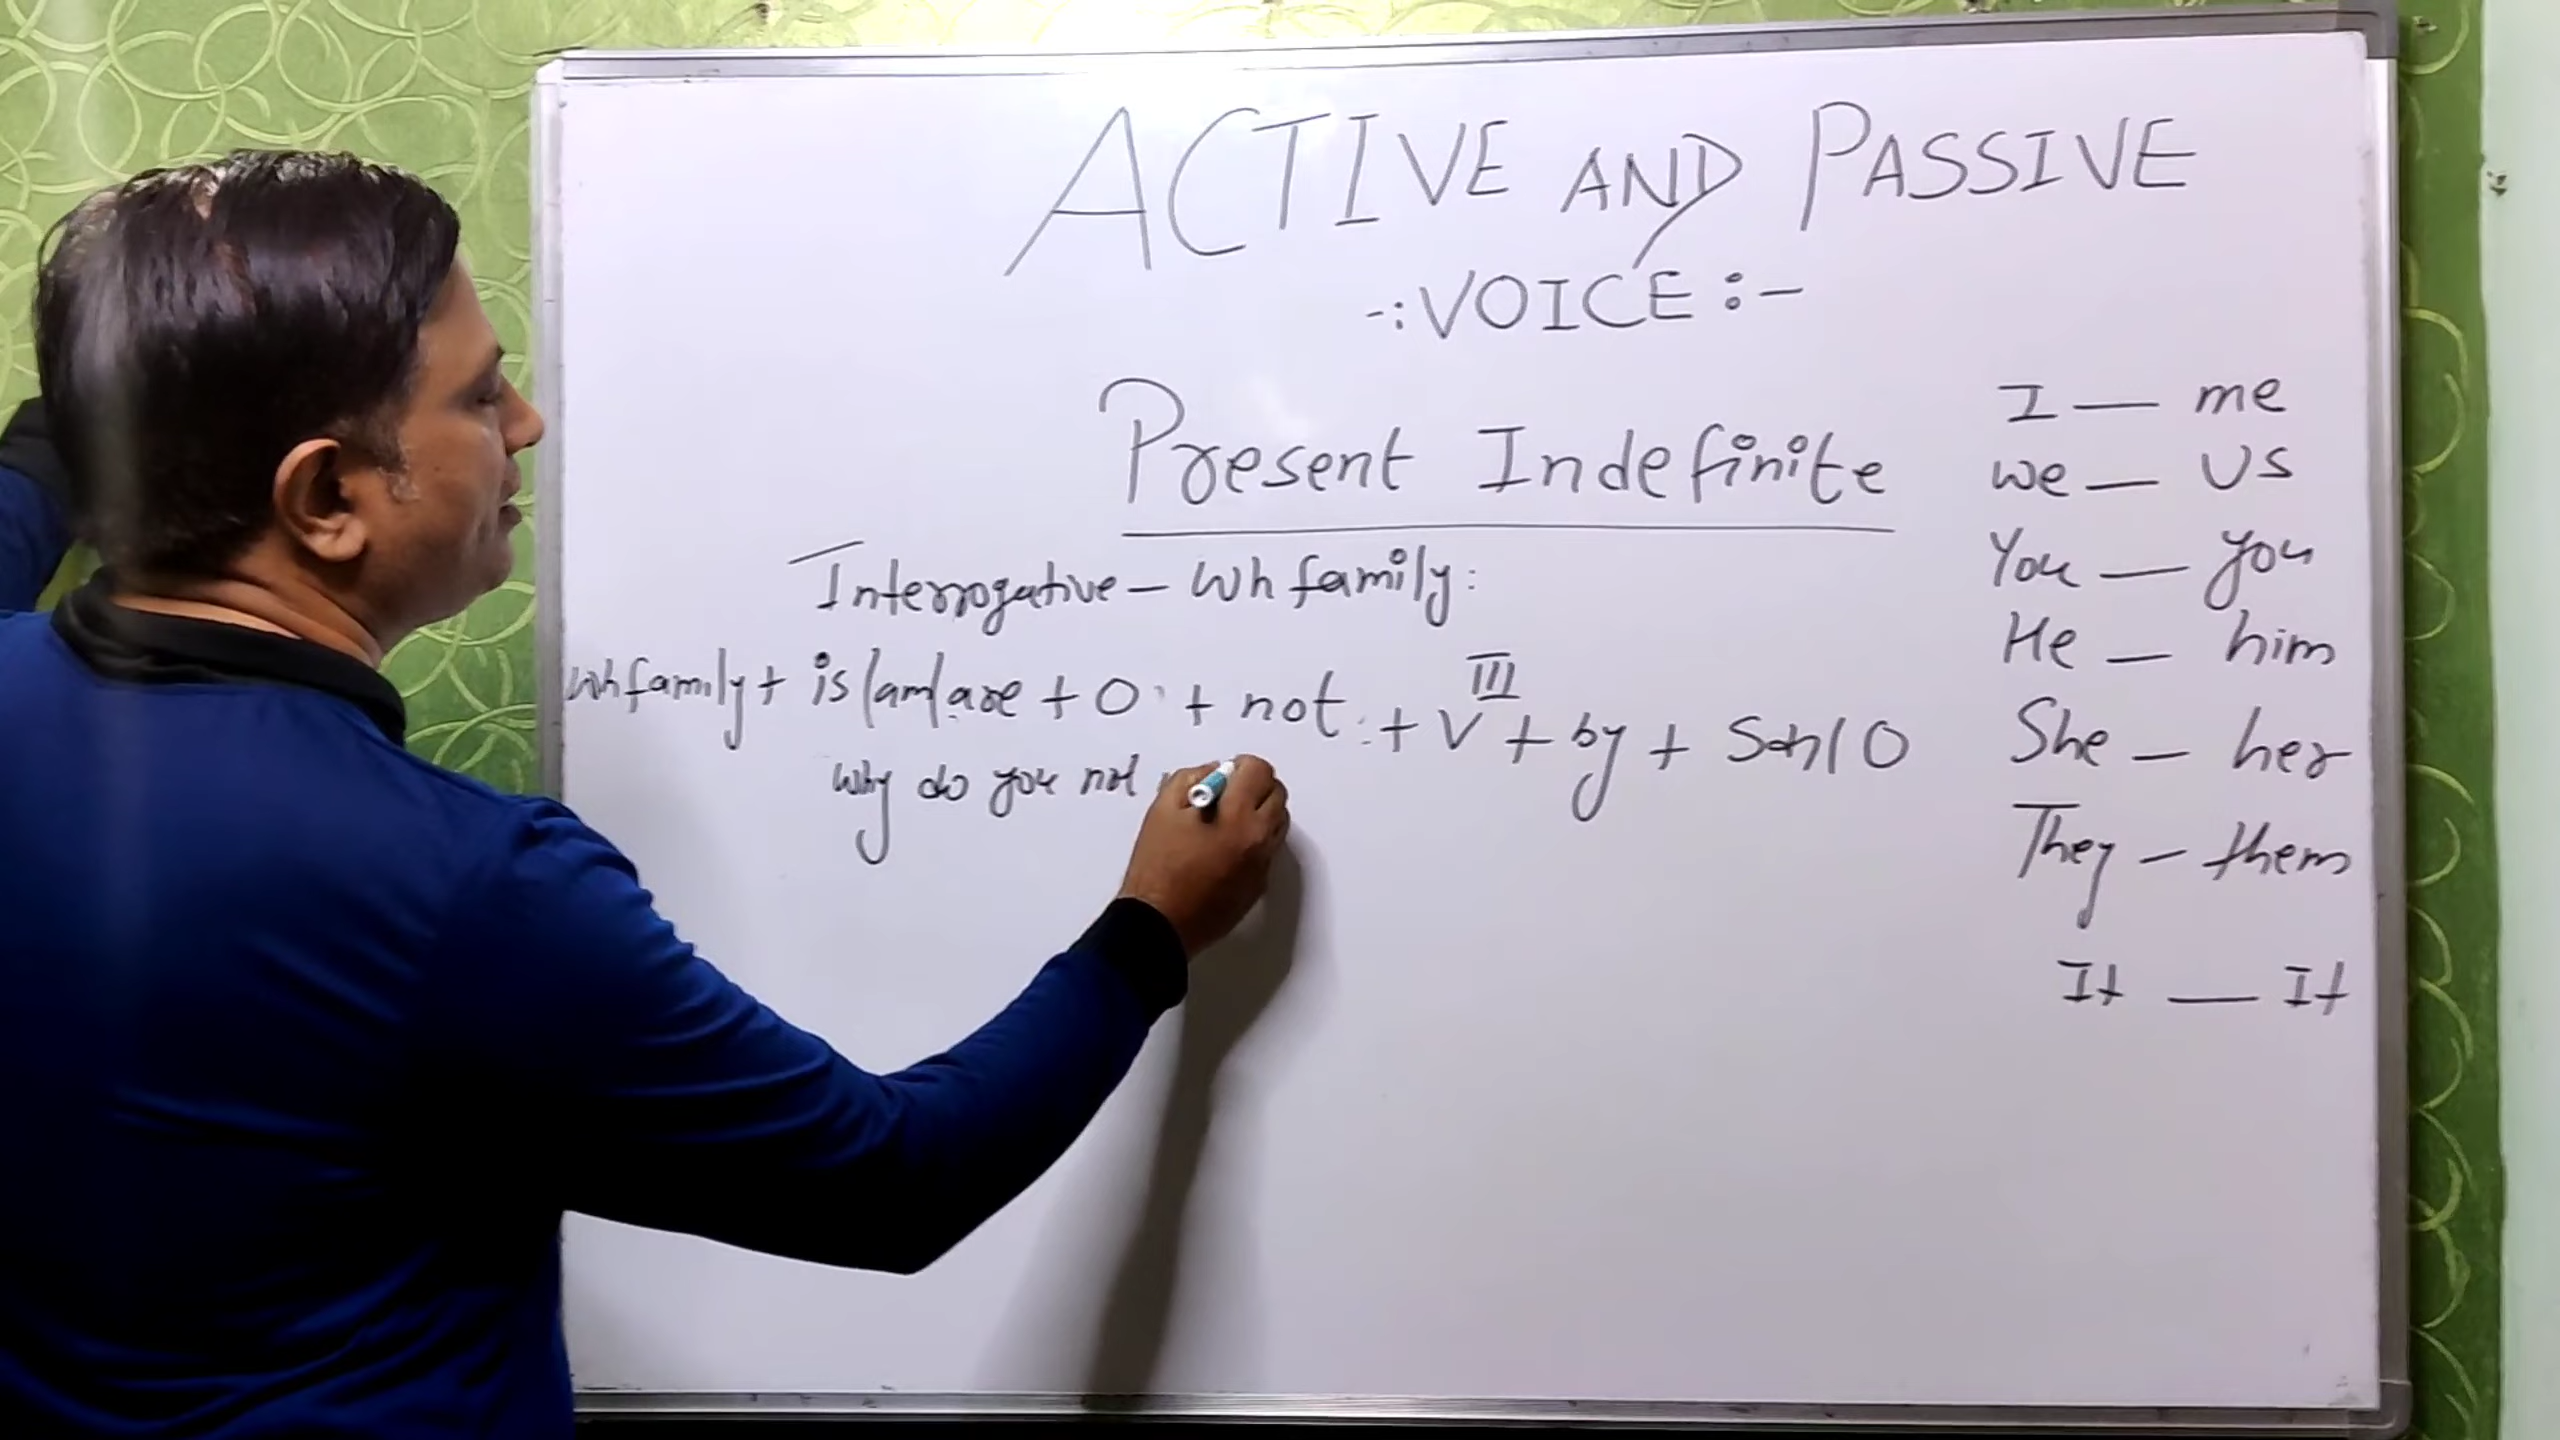 ACTIVE AND PASSIVE
-:VOICE:-
Present Indefinite
Interrogative - Wh family:
Wh family + is/am/are + O + not + V III + by + Sub/O
Why do you not
I — me
We — US
You — you
He — him
She — her
They — them
It — It